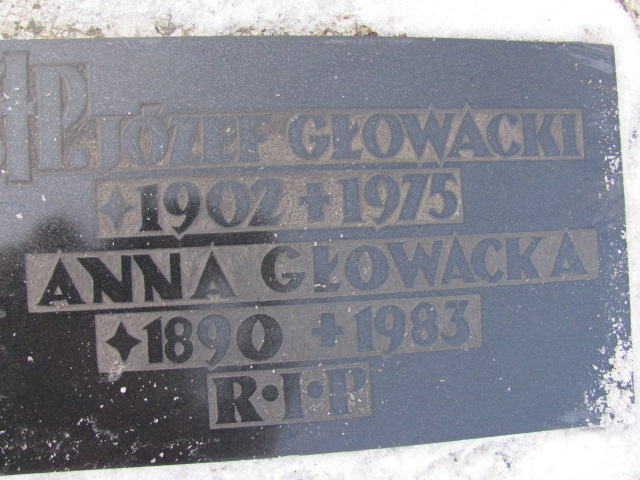 Ś.P. JÓZEF GŁOWACKI
✦1902 ✝1975
ANNA GŁOWACKA
✦1890 ✝1983
R•I•P